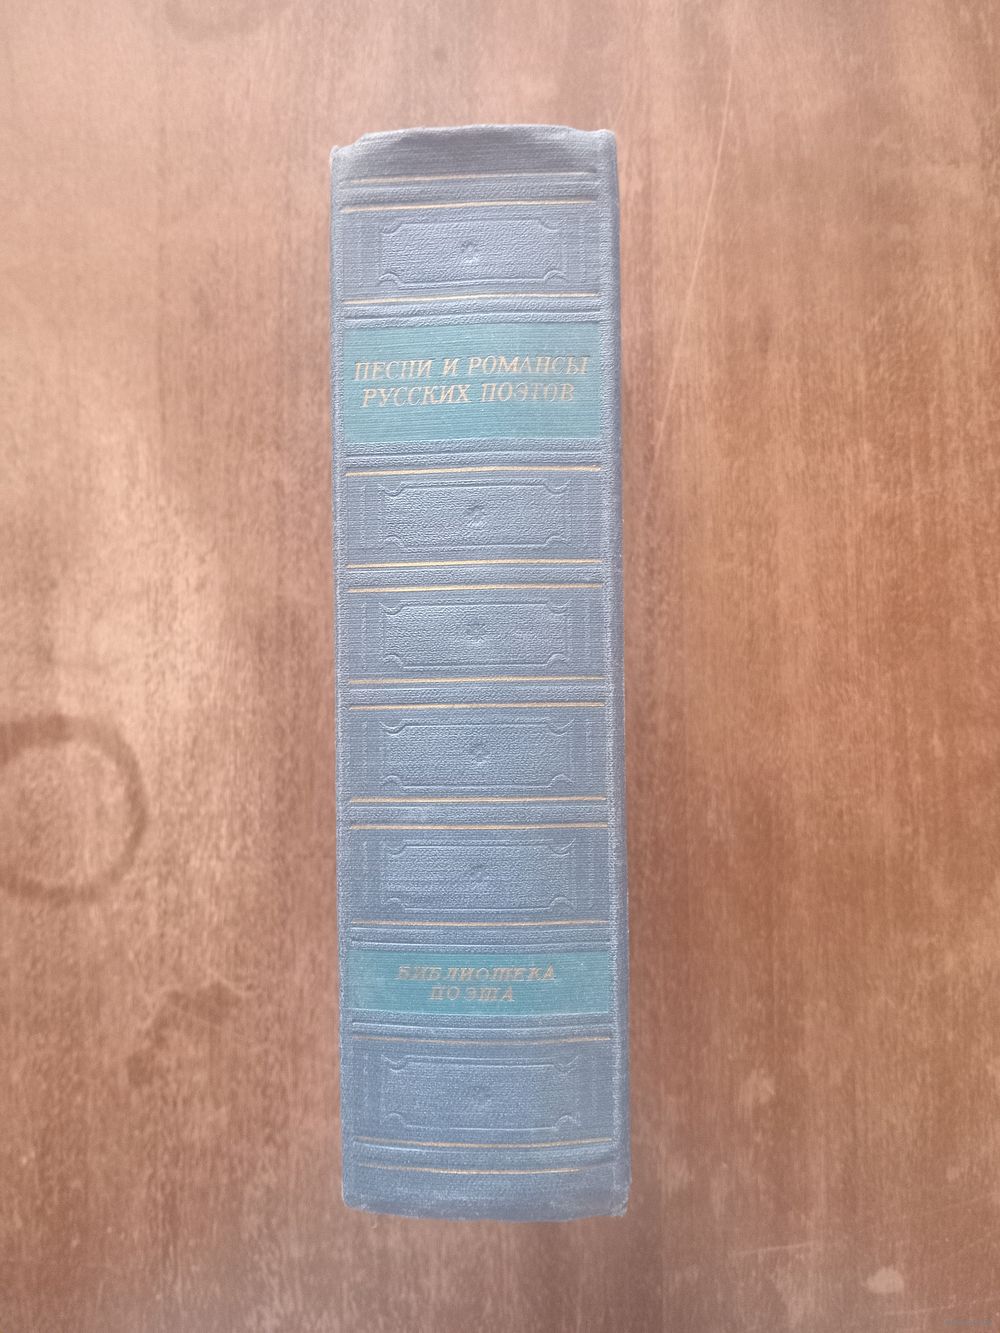 ПЕСНИ И РОМАНСЫ
РУССКИХ ПОЭТОВ
БИБЛИОТЕКА
ПОЭТА